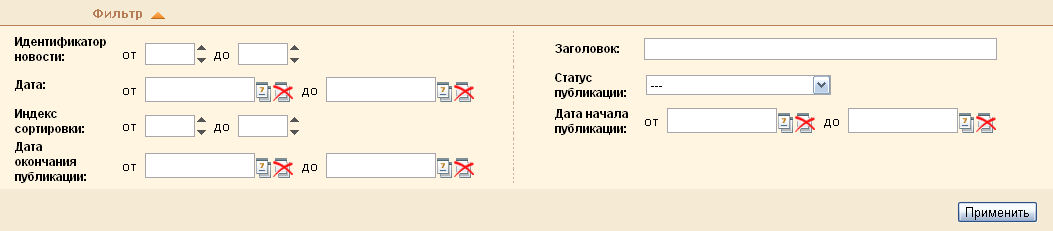 Фильтр
Идентификатор
новости: от до
Дата: от до
Индекс
сортировки: от до
Дата
окончания
публикации: от до
Заголовок:
Статус
публикации: ---
Дата начала
публикации: от до
Применить